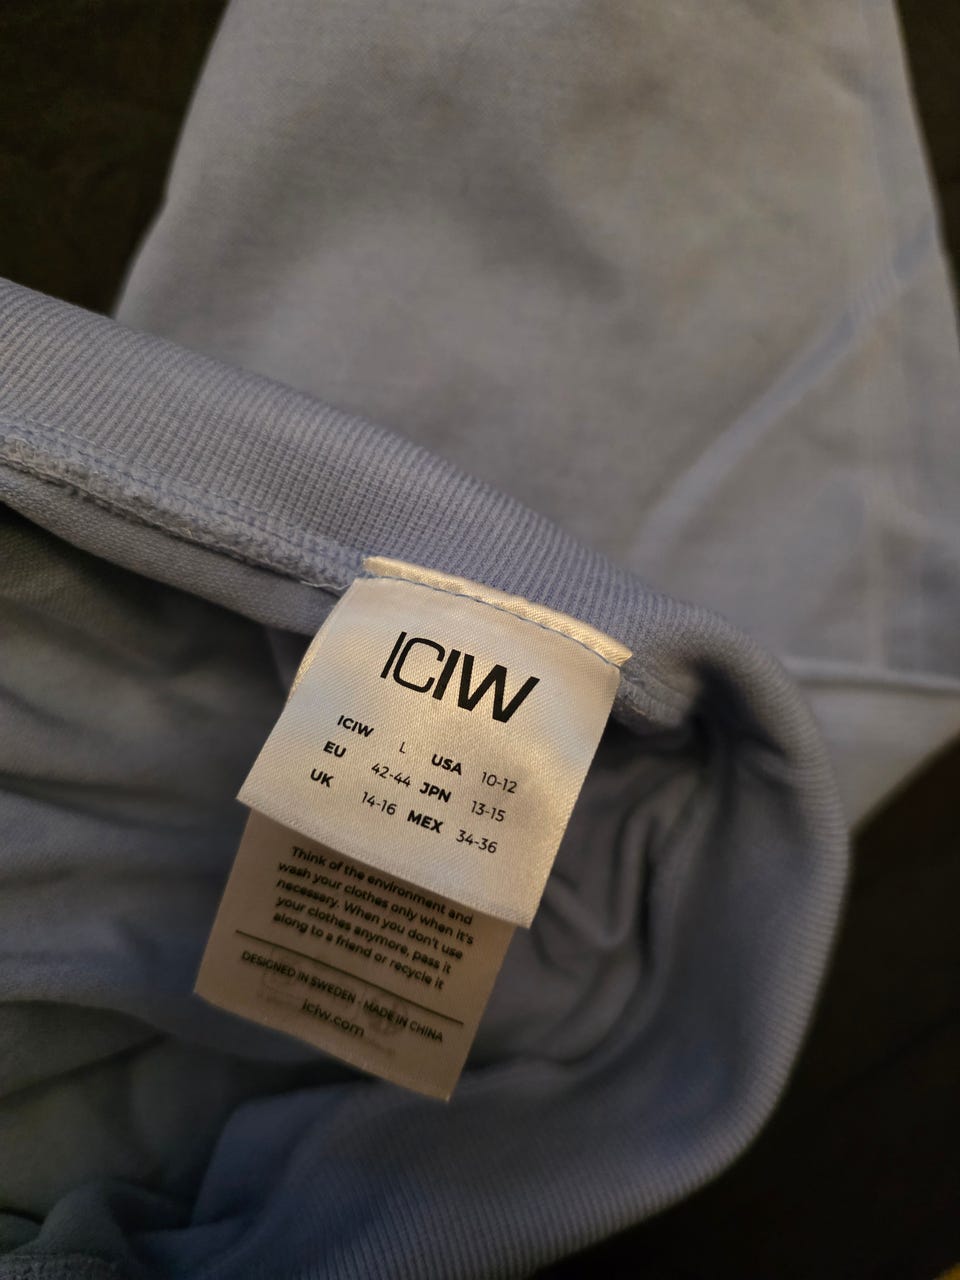 ICIW
ICIW L USA 10-12
EU 42-44 JPN 13-15
UK 14-16 MEX 34-36
Think of the environment and
wash your clothes only when it's
necessary. When you don't use
your clothes anymore, pass it
along to a friend or recycle it
DESIGNED IN SWEDEN - MADE IN CHINA
iciw.com